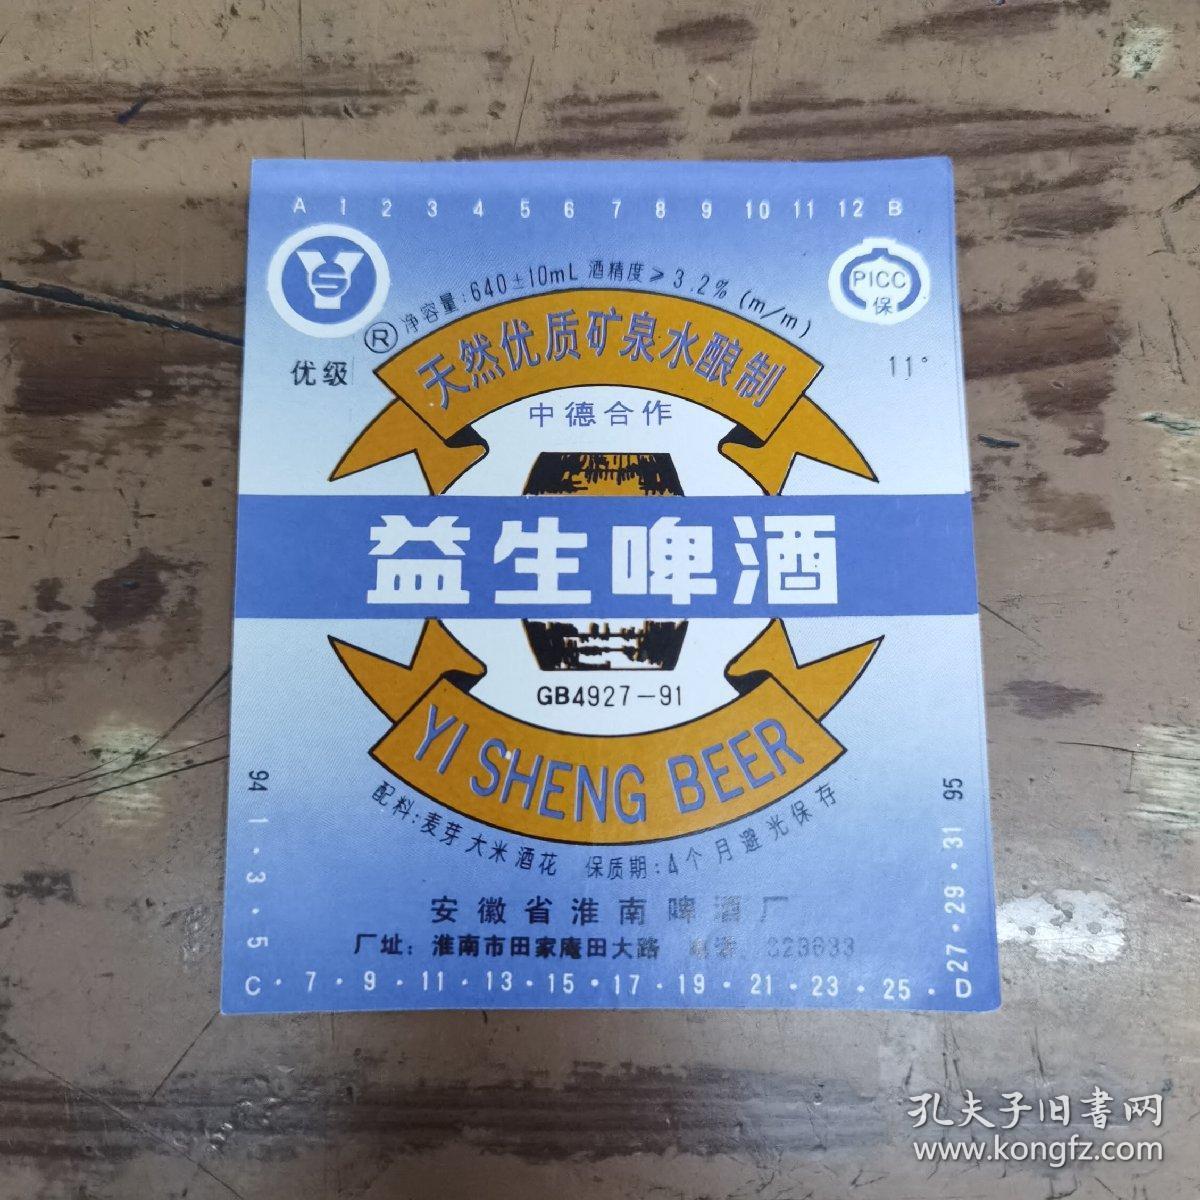 A 1 2 3 4 5 6 7 8 9 10 11 12 B
PICC
保
净容量:640±10mL 酒精度≥3.2%(m/m)
®
优级
11°
天然优质矿泉水酿制
中德合作
益生啤酒
GB4927-91
YI SHENG BEER
配料:麦芽 大米 酒花 保质期:4个月避光保存
安徽省淮南啤酒厂
厂址:淮南市田家庵田大路 电话
94 1·3·5
C·7·9·11·13·15·17·19·21·23·25·D
27·29·31 95
孔夫子旧书网
www.kongfz.com